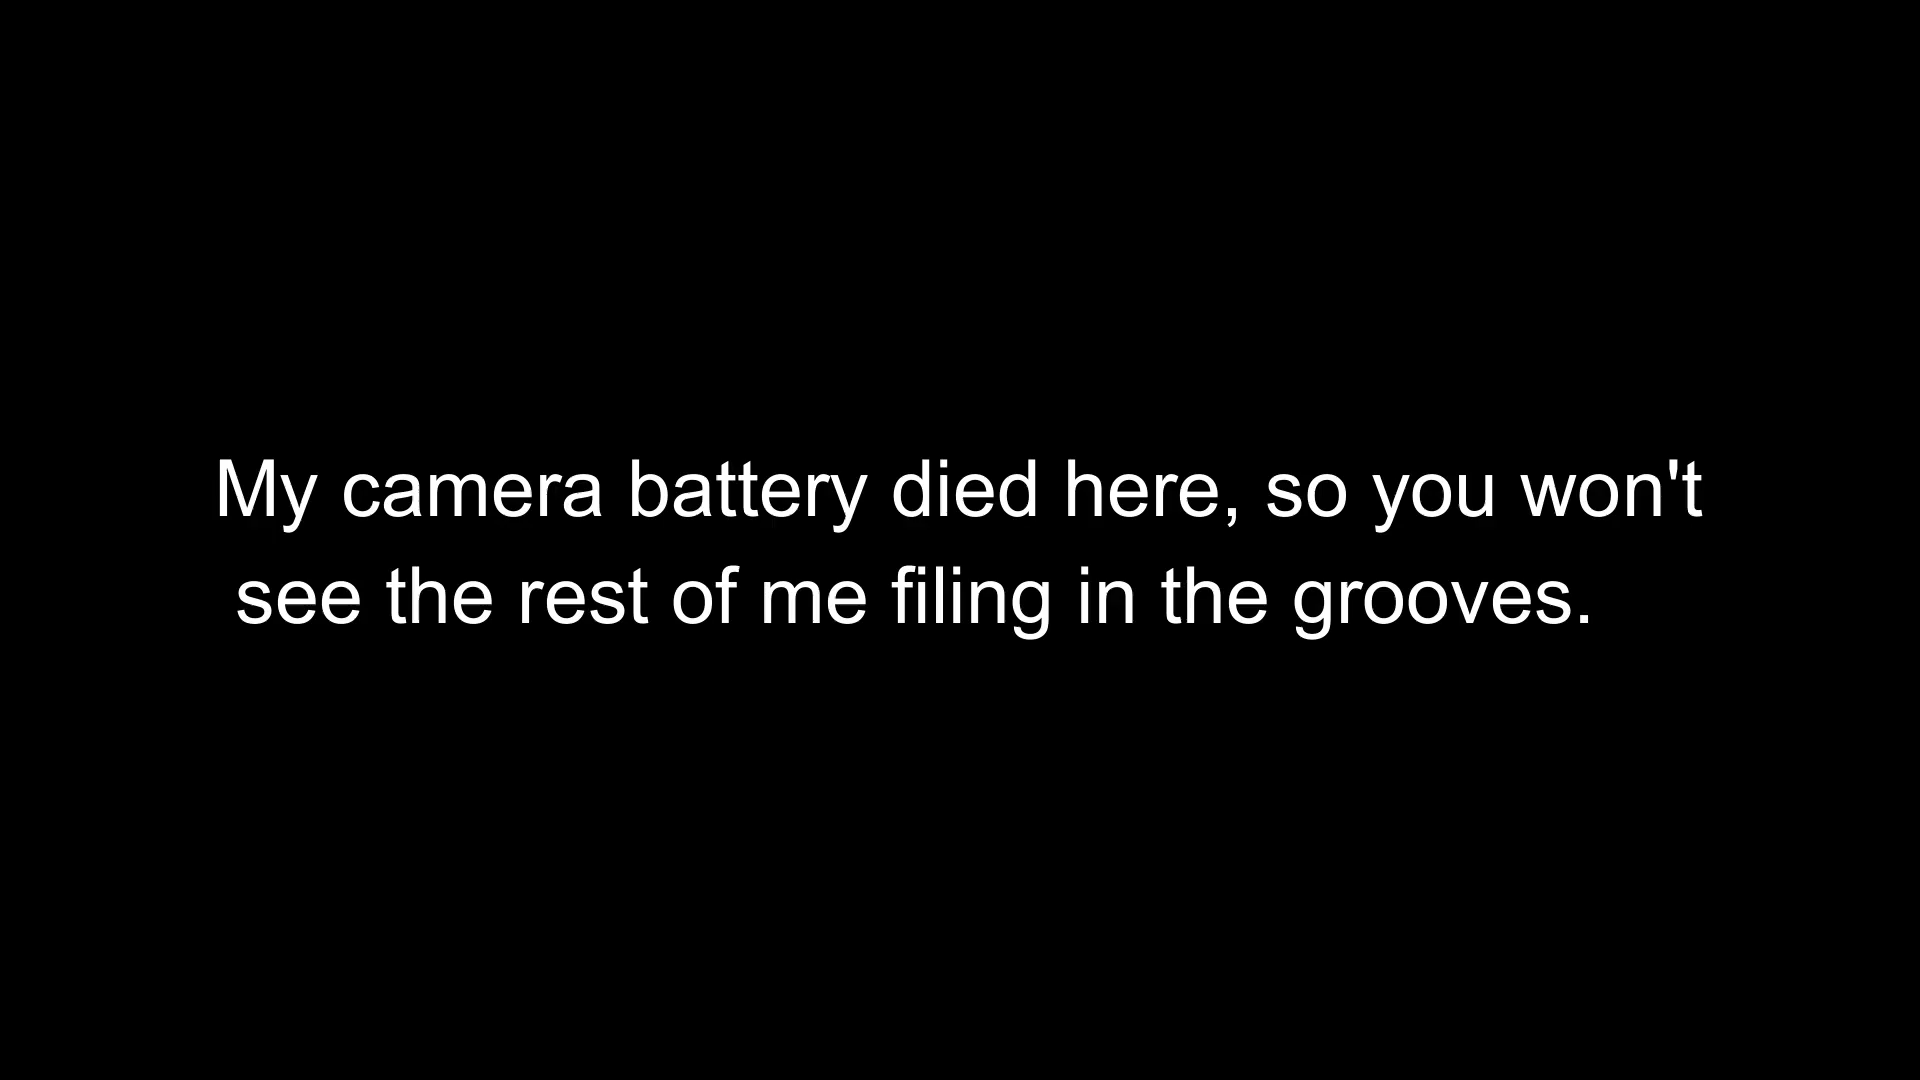 My camera battery died here, so you won't
see the rest of me filing in the grooves.